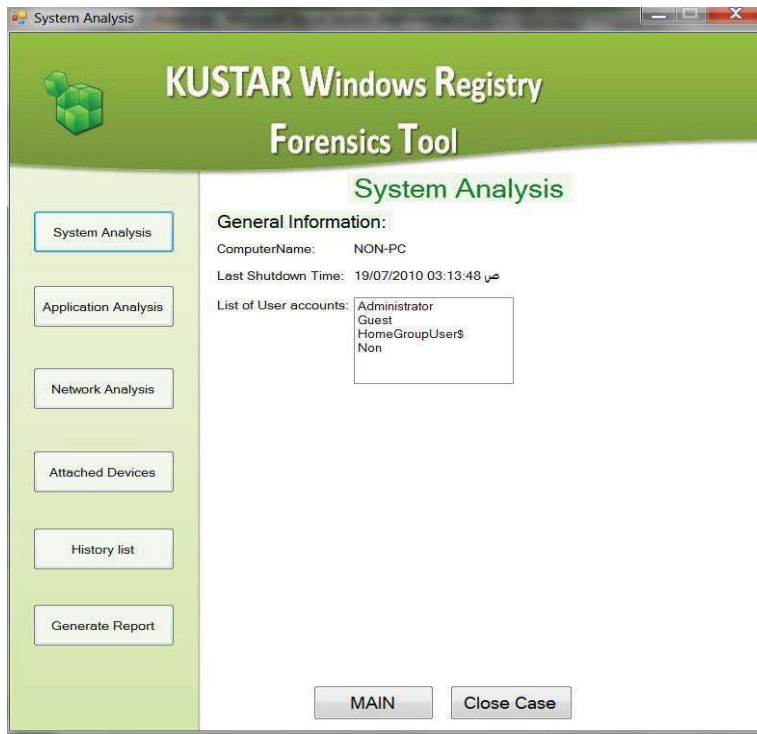 System Analysis
KUSTAR Windows Registry
Forensics Tool
System Analysis
Application Analysis
Network Analysis
Attached Devices
History list
Generate Report
System Analysis
General Information:
ComputerName: NON-PC
Last Shutdown Time: 19/07/2010 03:13:48 ص
List of User accounts: Administrator
Guest
HomeGroupUser$
Non
MAIN Close Case